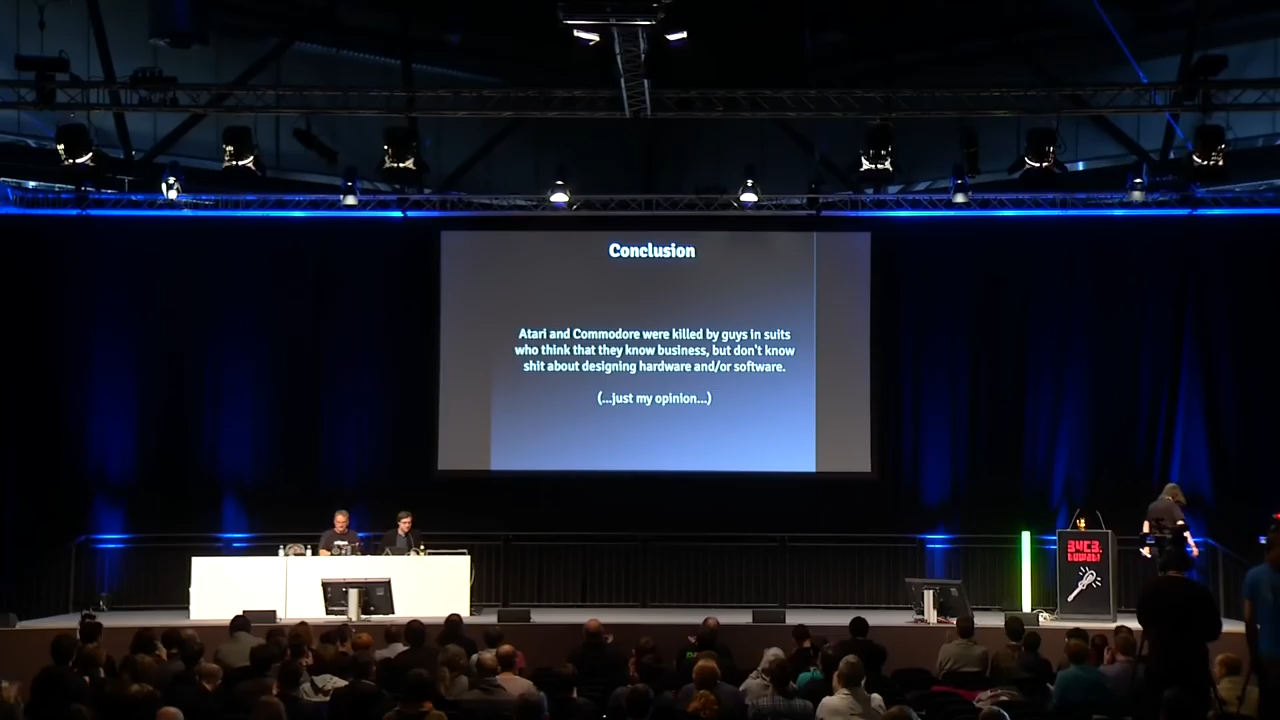 Conclusion
Atari and Commodore were killed by guys in suits
who think that they know business, but don't know
shit about designing hardware and/or software.
(...just my opinion...)
34C3.
tuwat!